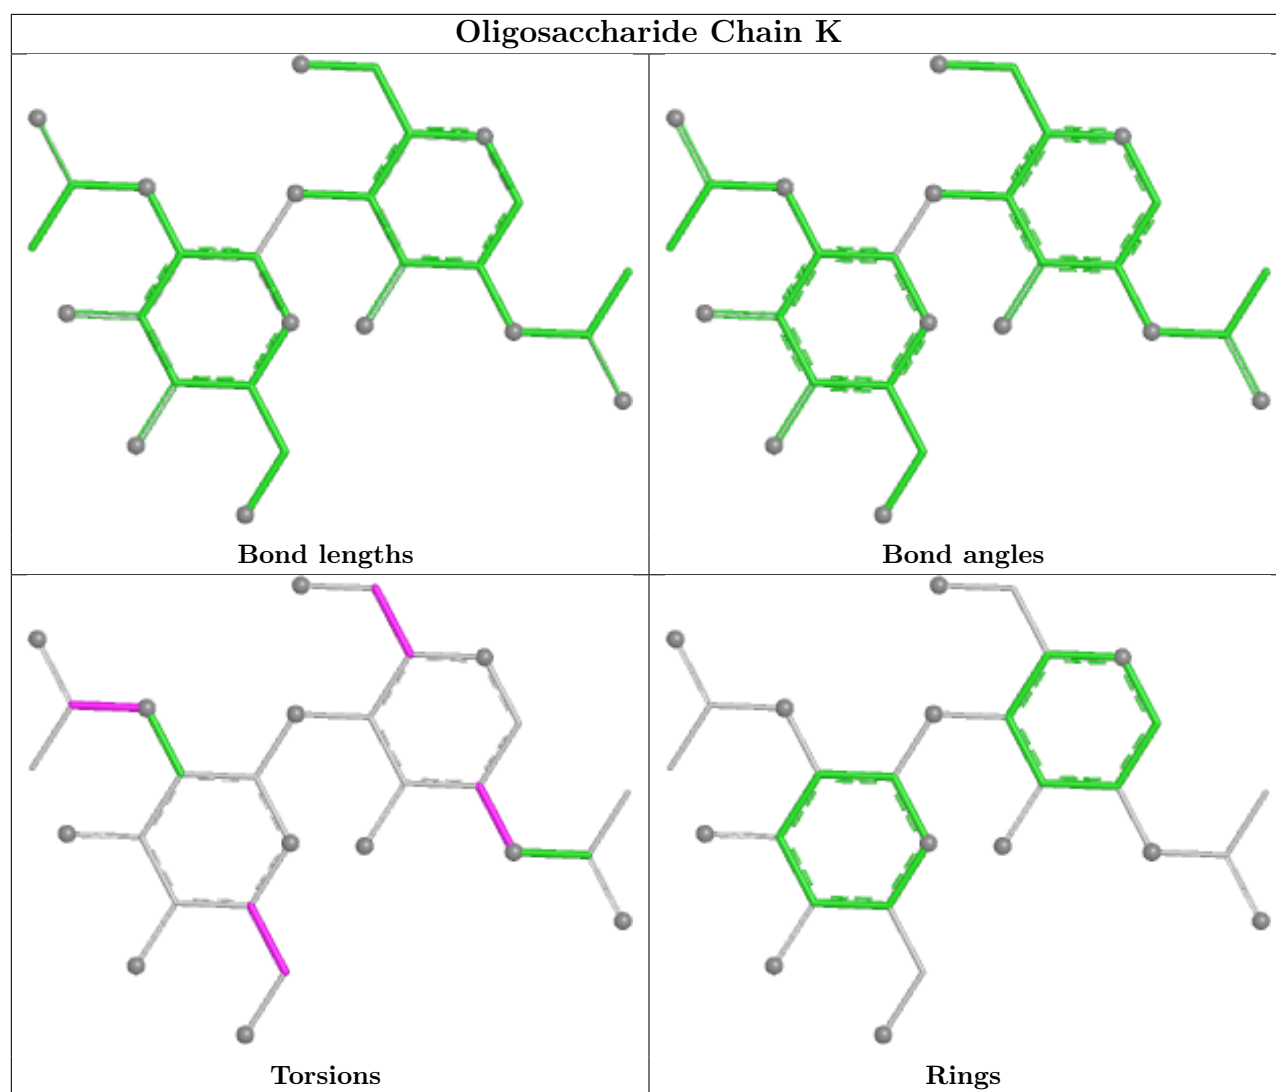 Oligosaccharide Chain K
Bond lengths
Bond angles
Torsions
Rings